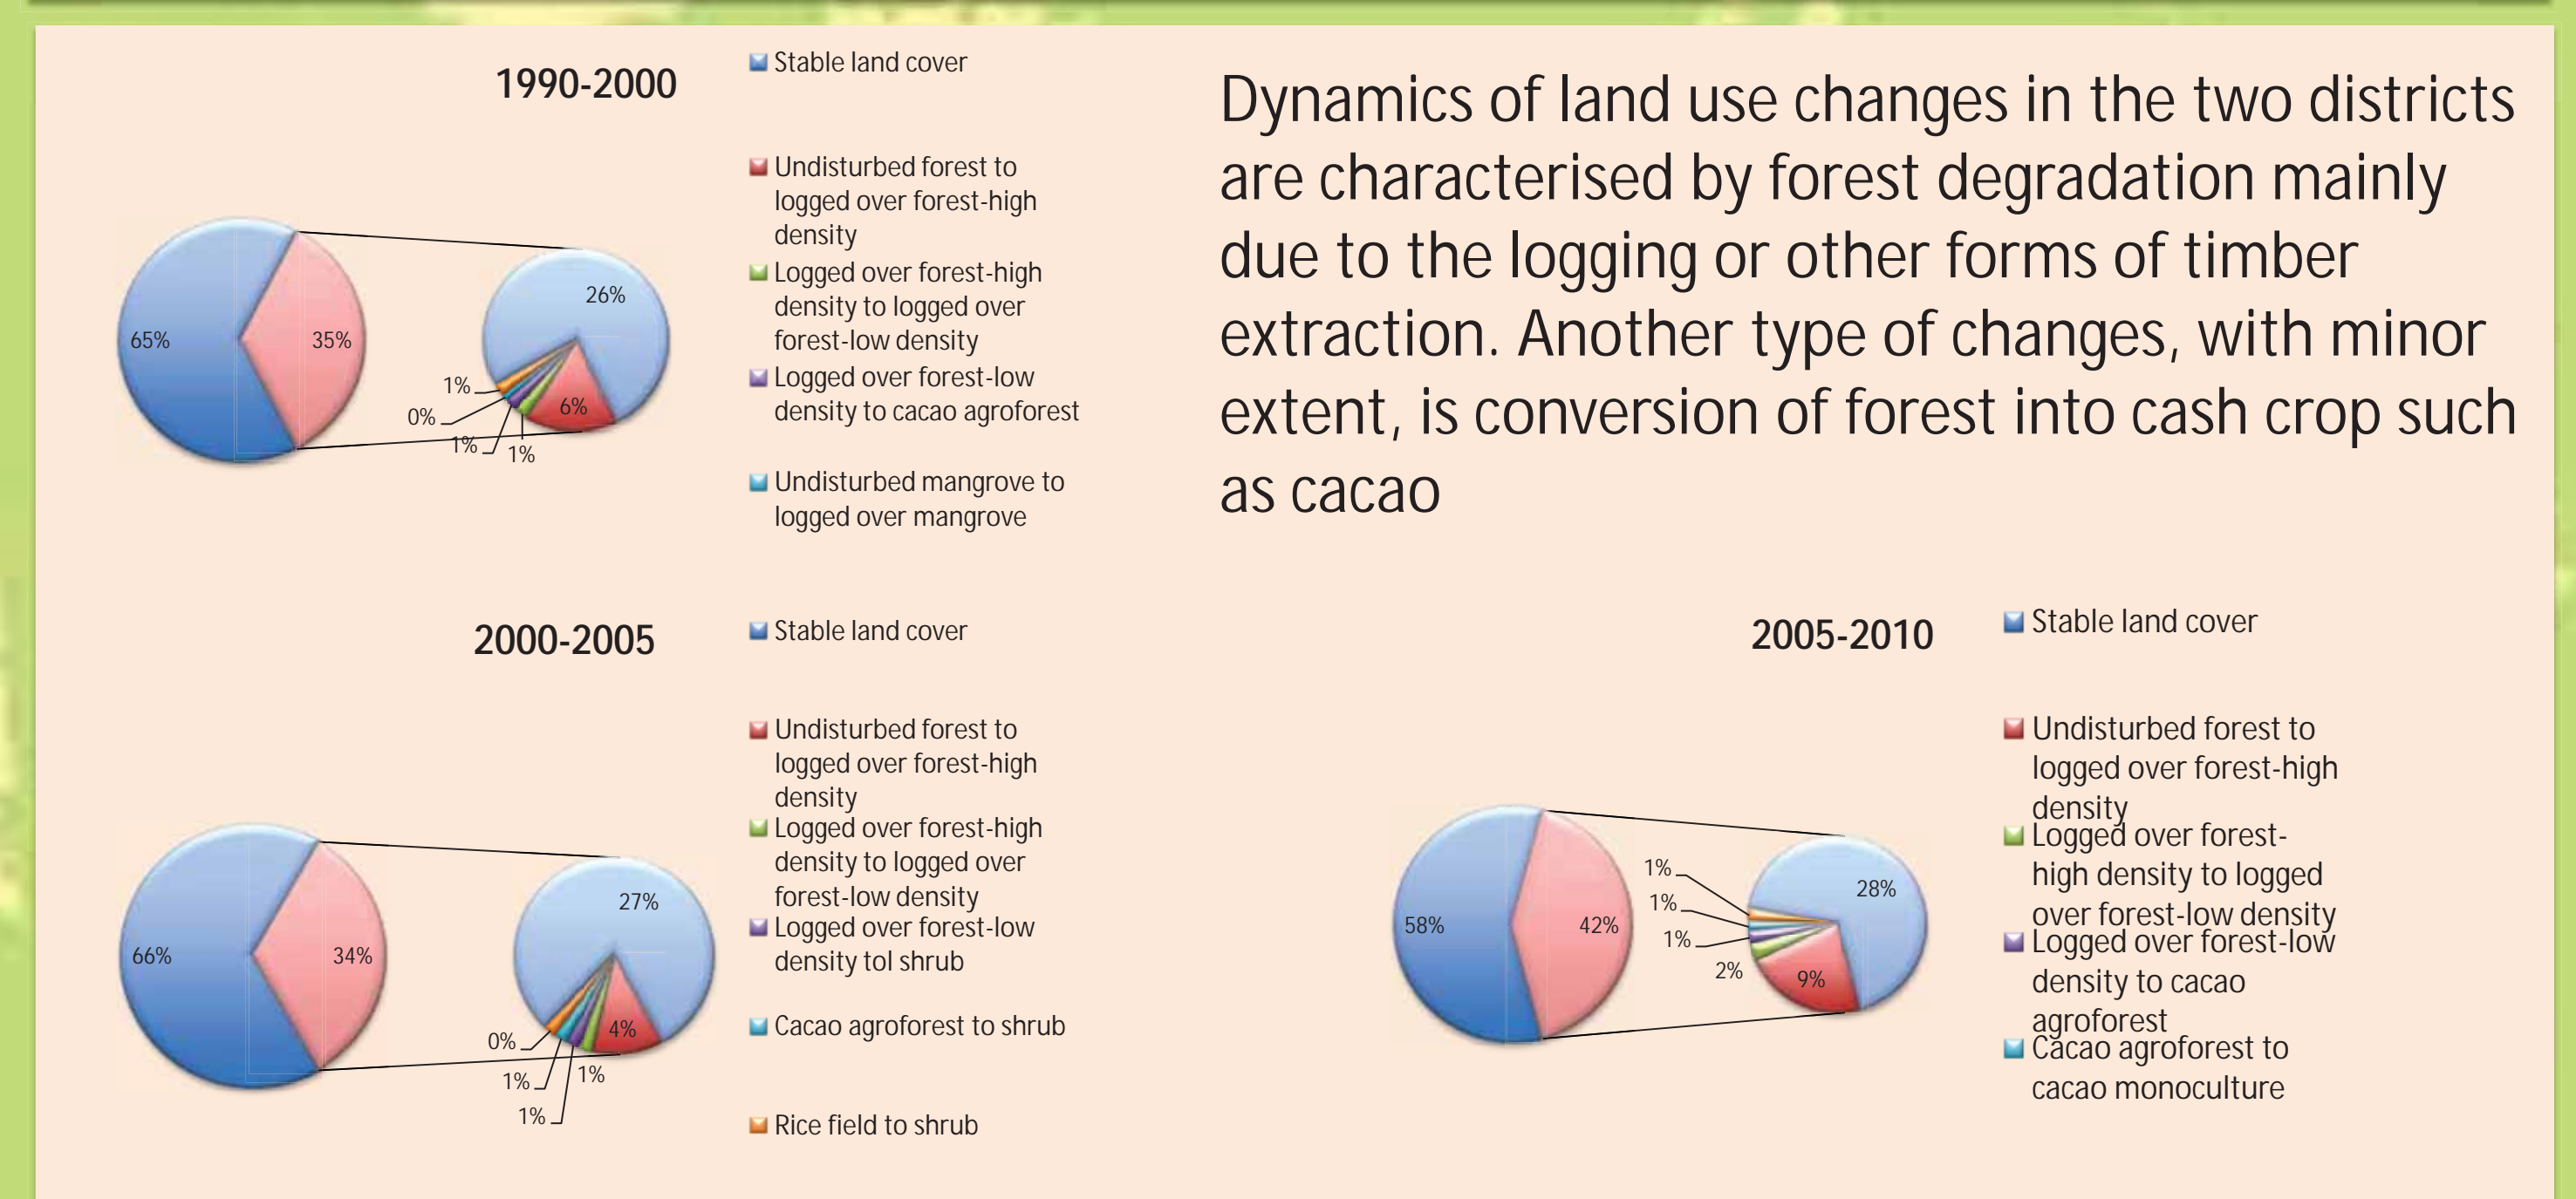 1990-2000
Stable land cover
Undisturbed forest to
logged over forest-high
density
Logged over forest-high
density to logged over
forest-low density
Logged over forest-low
density to cacao agroforest
Undisturbed mangrove to
logged over mangrove
65%
35%
26%
6%
1%
0%
1%
1%
Dynamics of land use changes in the two districts
are characterised by forest degradation mainly
due to the logging or other forms of timber
extraction. Another type of changes, with minor
extent, is conversion of forest into cash crop such
as cacao
2000-2005
Stable land cover
Undisturbed forest to
logged over forest-high
density
Logged over forest-high
density to logged over
forest-low density
Logged over forest-low
density tol shrub
Cacao agroforest to shrub
Rice field to shrub
66%
34%
27%
4%
0%
1%
1%
1%
2005-2010
Stable land cover
Undisturbed forest to
logged over forest-high
density
Logged over forest-
high density to logged
over forest-low density
Logged over forest-low
density to cacao
agroforest
Cacao agroforest to
cacao monoculture
58%
42%
28%
9%
1%
1%
1%
2%